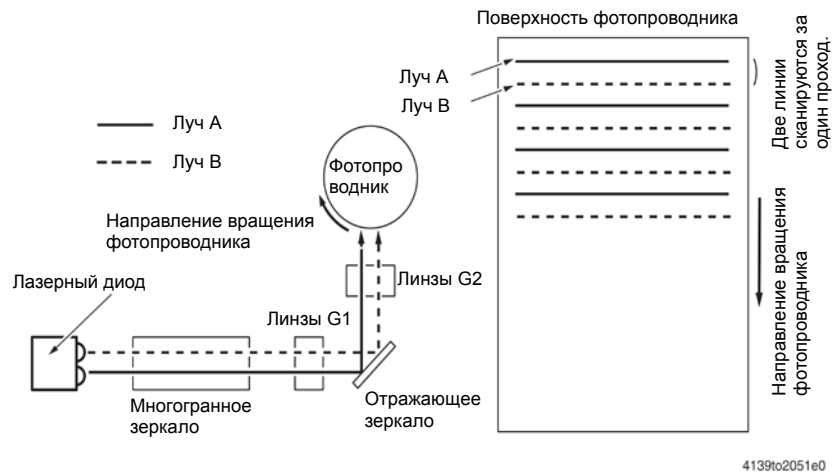 Поверхность фотопроводника
Луч А
Луч В
Две линии
сканируются за
один проход.
Луч А
Луч В
Фотопро
водник
Направление вращения
фотопроводника
Линзы G2
Лазерный диод
Линзы G1
Многогранное
зеркало
Отражающее
зеркало
Направление вращения
фотопроводника
4139to2051e0